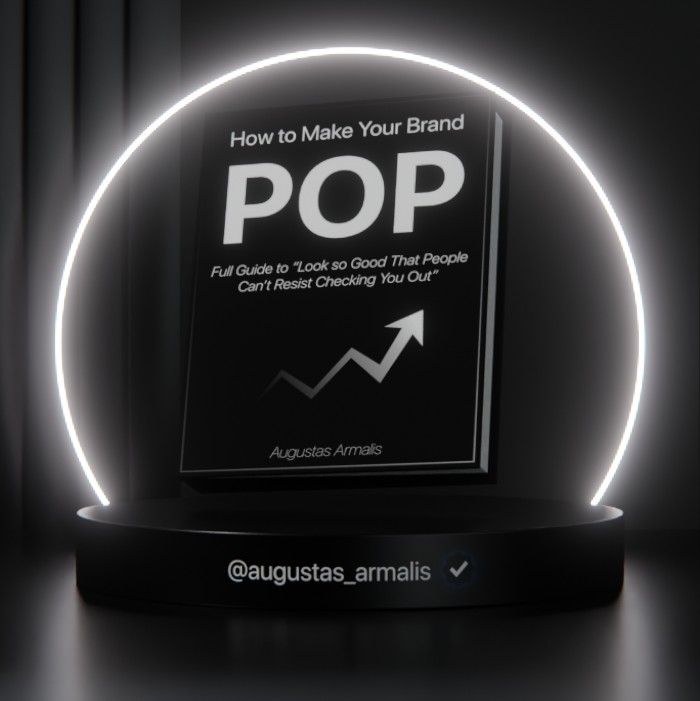 How to Make Your Brand
POP
Full Guide to “Look so Good That People
Can’t Resist Checking You Out”
Augustas Armalis
@augustas_armalis